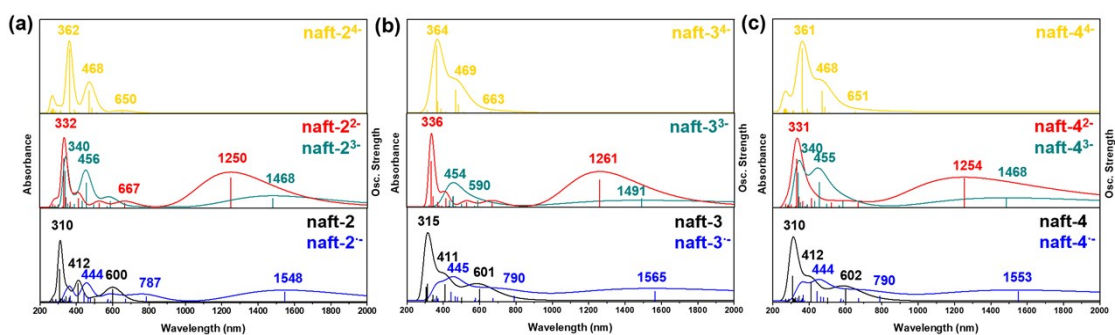 (a)
362
naft-2⁴⁻
468
650
332
naft-2²⁻
340
naft-2³⁻
456
1250
667
1468
310
naft-2
naft-2·⁻
412
444
600
787
1548
Absorbance
Osc. Strength
200 400 600 800 1000 1200 1400 1600 1800 2000
Wavelength (nm)
(b)
364
naft-3⁴⁻
469
663
336
naft-3²⁻
naft-3³⁻
454
590
1261
1491
315
naft-3
naft-3·⁻
411
445
601
790
1565
Absorbance
Osc. Strength
200 400 600 800 1000 1200 1400 1600 1800 2000
Wavelength (nm)
(c)
361
naft-4⁴⁻
468
651
331
naft-4²⁻
340
naft-4³⁻
455
1254
1468
310
naft-4
naft-4·⁻
412
444
602
790
1553
Absorbance
Osc. Strength
200 400 600 800 1000 1200 1400 1600 1800 2000
Wavelength (nm)